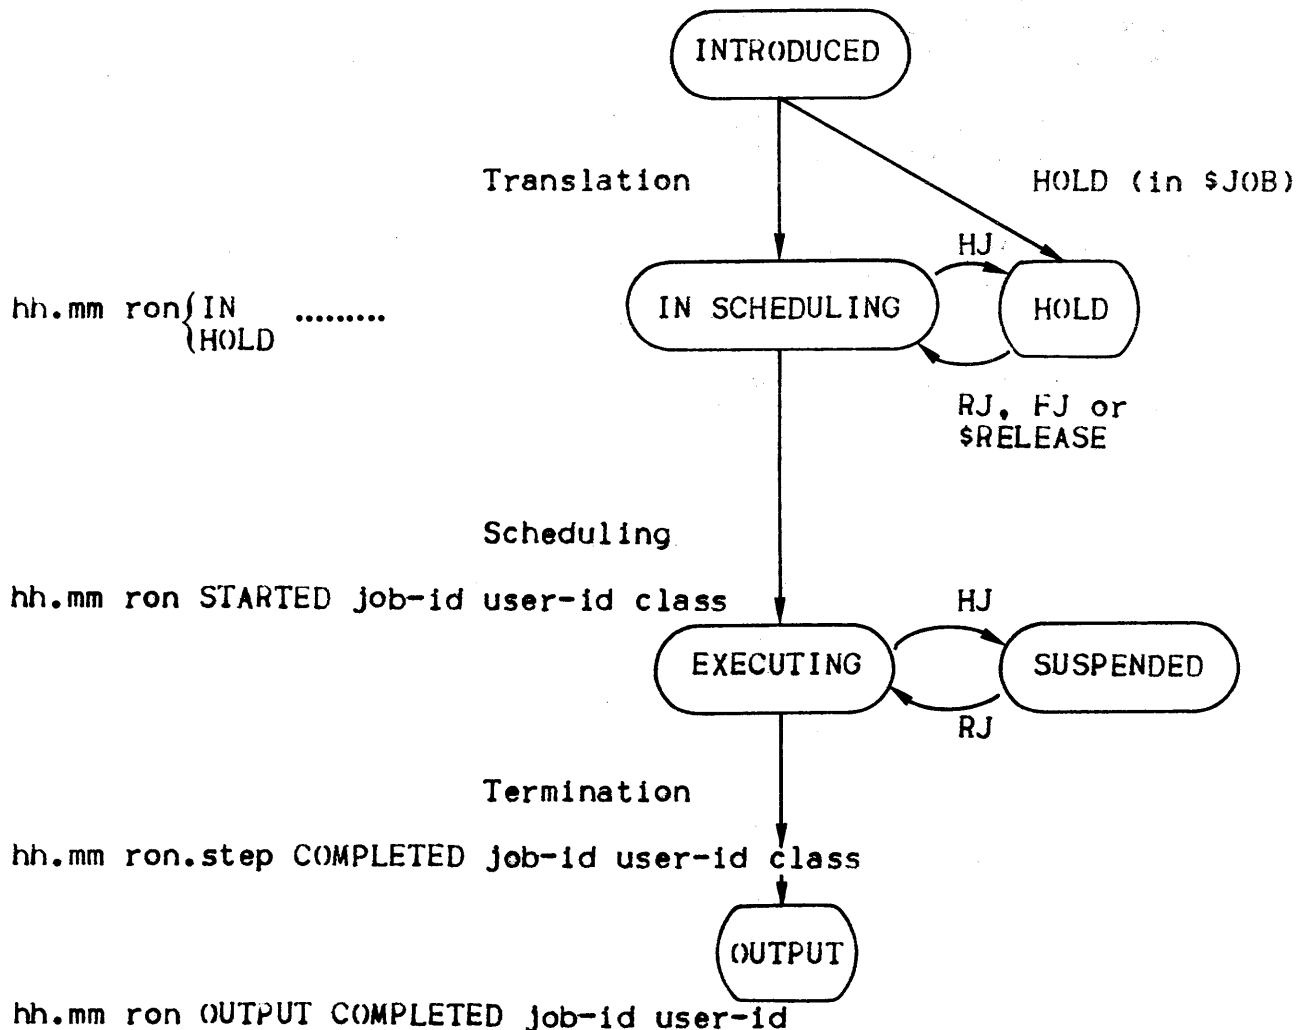 INTRODUCED
Translation
HOLD (in $JOB)
HJ
hh.mm ron{IN .........
{HOLD
IN SCHEDULING
HOLD
RJ, FJ or
$RELEASE
Scheduling
hh.mm ron STARTED job-id user-id class
HJ
EXECUTING
SUSPENDED
RJ
Termination
hh.mm ron.step COMPLETED job-id user-id class
OUTPUT
hh.mm ron OUTPUT COMPLETED job-id user-id